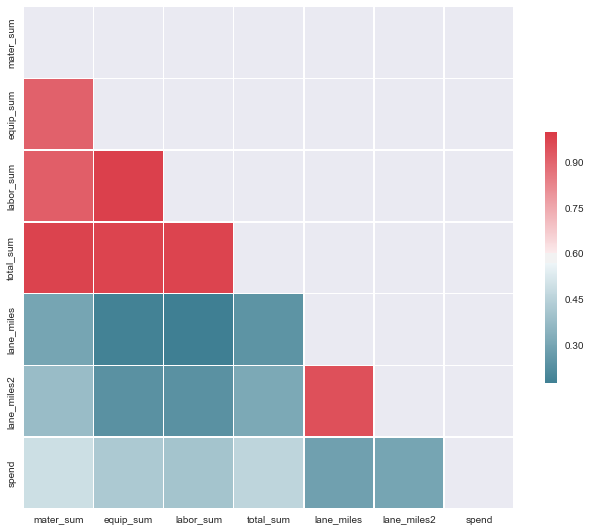 mater_sum
equip_sum
labor_sum
total_sum
lane_miles
lane_miles2
spend
mater_sum equip_sum labor_sum total_sum lane_miles lane_miles2 spend
0.90
0.75
0.60
0.45
0.30